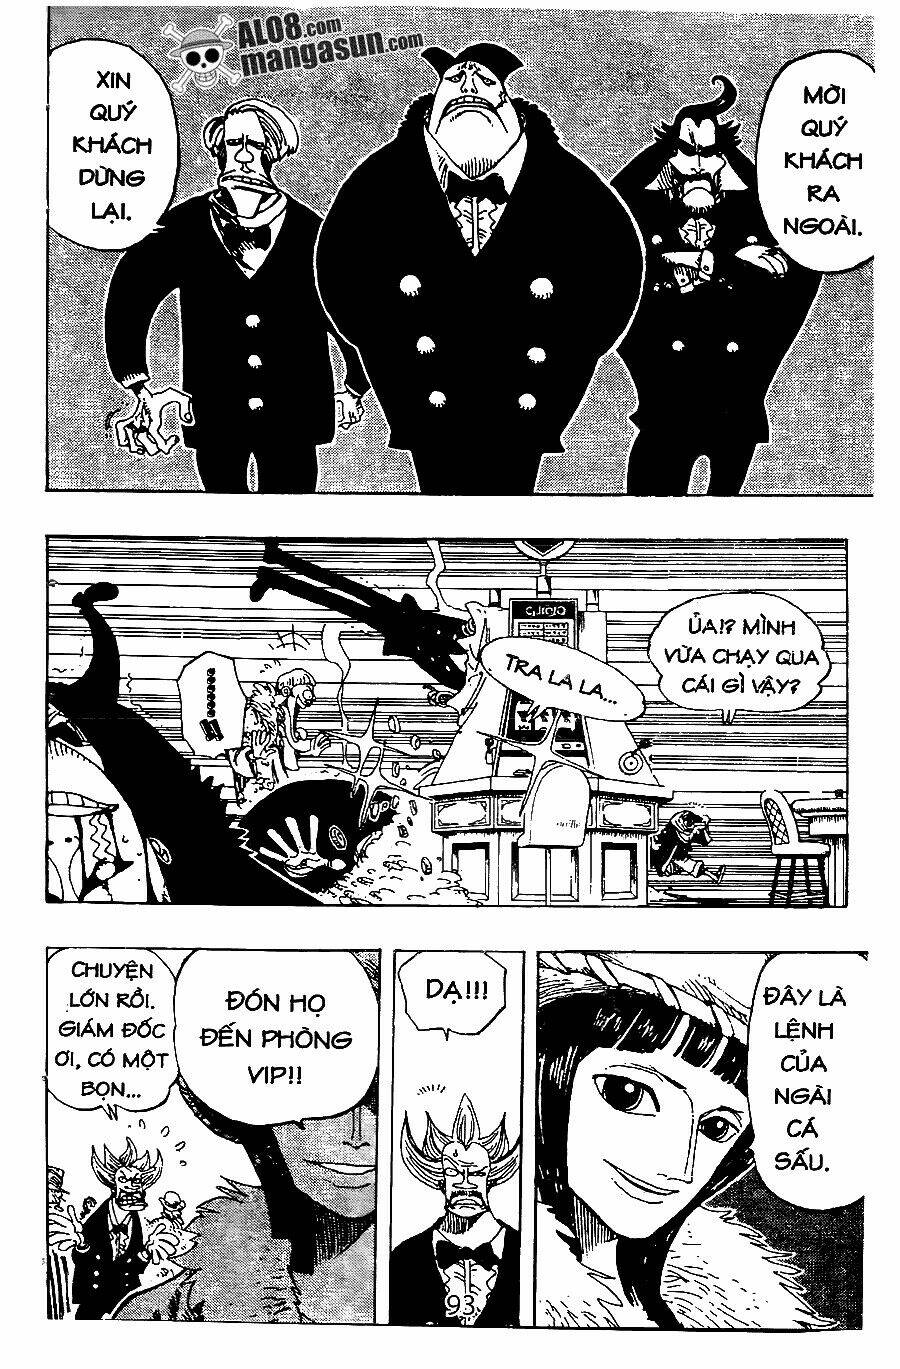 AL08.com
mangasun.com
XIN
QUÝ
KHÁCH
DỪNG
LẠI.
MỜI
QUÝ
KHÁCH
RA
NGOÀI.
.......!!
TRA LA LA...
ỦA!? MÌNH
VỪA CHẠY QUA
CÁI GÌ VẬY?
CHUYỆN
LỚN RỒI.
GIÁM ĐỐC
ƠI, CÓ MỘT
BỌN...
ĐÓN HỌ
ĐẾN PHÒNG
VIP!!
DẠ!!!
ĐÂY LÀ
LỆNH
CỦA
NGÀI
CÁ
SẤU.
93